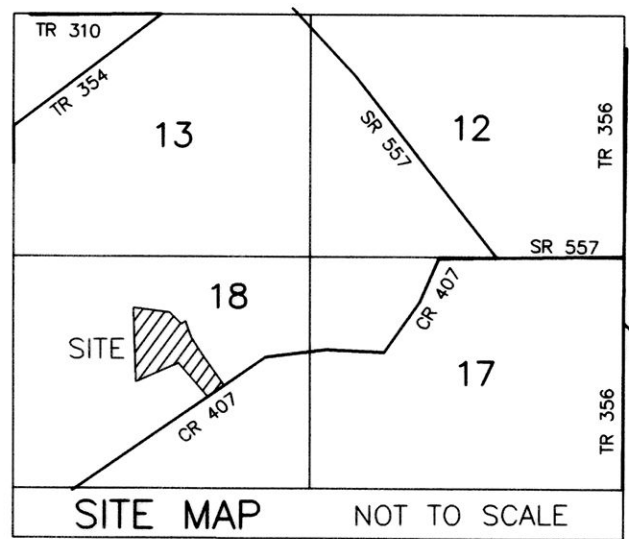 TR 310
TR 354
13
SR 557
12
TR 356
SR 557
18
CR 407
SITE
17
CR 407
TR 356
SITE MAP
NOT TO SCALE